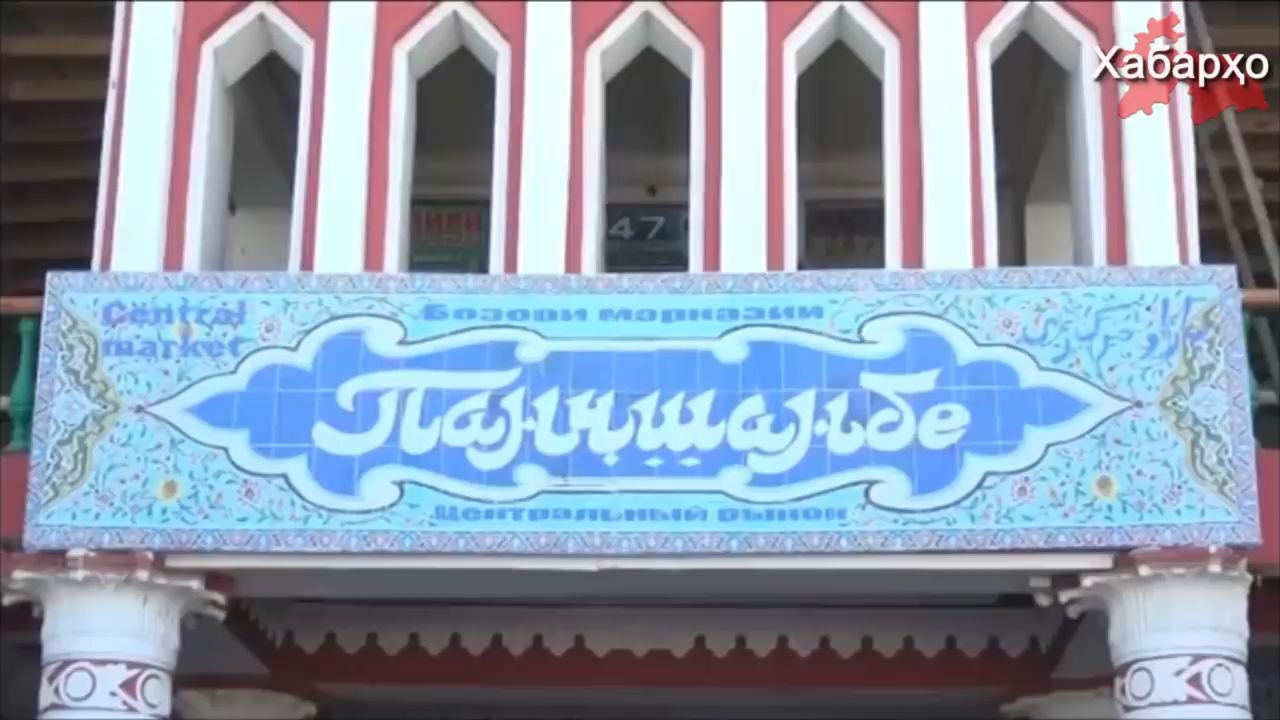 Хабарҳо
47
Central
market
Бозори марказии
Панҷшанбе
Центральный рынок